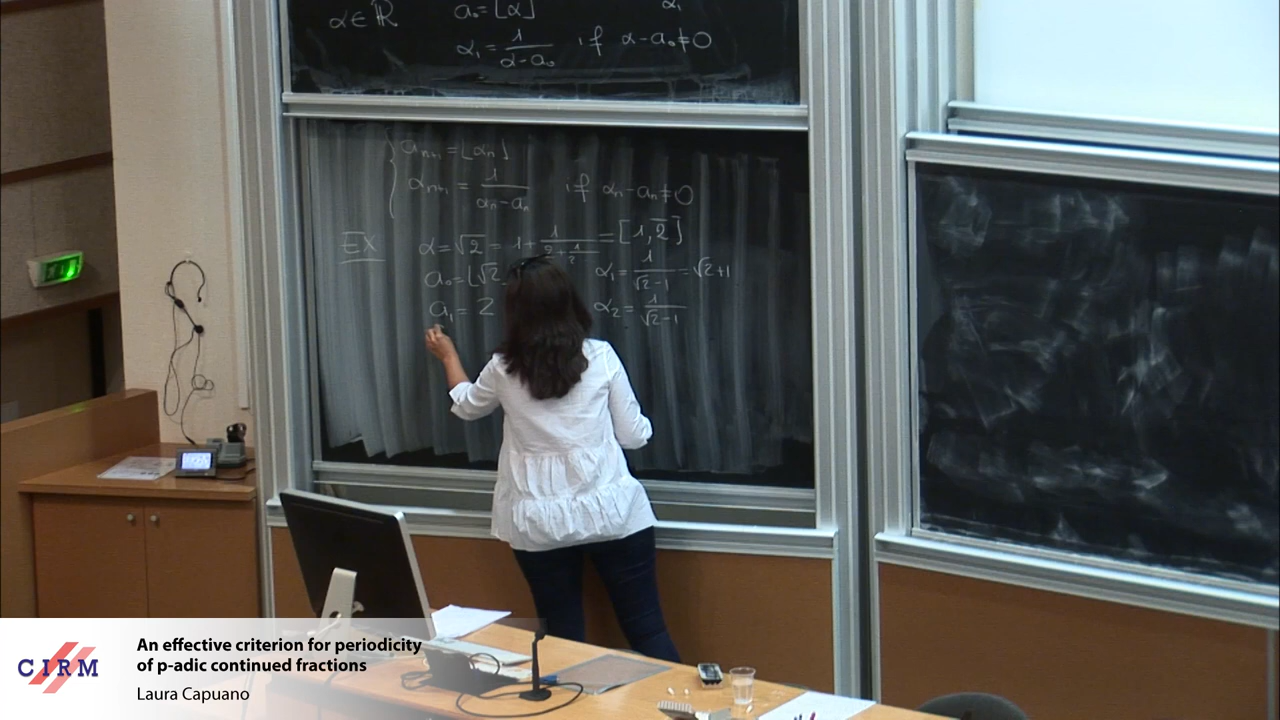 α∈ℝ a₀=⌊α⌋ α₁
α₁=1/(α-a₀) if α-a₀≠0
{ aₙ₊₁=⌊αₙ⌋
αₙ₊₁=1/(αₙ-aₙ) if αₙ-aₙ≠0
EX α=√2=1+1/(2+1/2)=[1,2̅]
a₀=⌊√2 α₁=1/(√2-1)=√2+1
a₁=2 α₂=1/(√2-1)
CIRM
An effective criterion for periodicity
of p-adic continued fractions
Laura Capuano